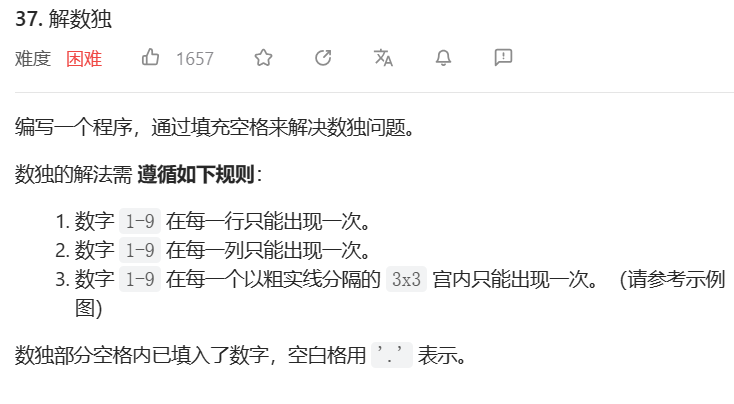 37. 解数独
难度 困难 1657
编写一个程序，通过填充空格来解决数独问题。
数独的解法需 遵循如下规则：
1. 数字 1-9 在每一行只能出现一次。
2. 数字 1-9 在每一列只能出现一次。
3. 数字 1-9 在每一个以粗实线分隔的 3x3 宫内只能出现一次。（请参考示例
图）
数独部分空格内已填入了数字，空白格用 '.' 表示。